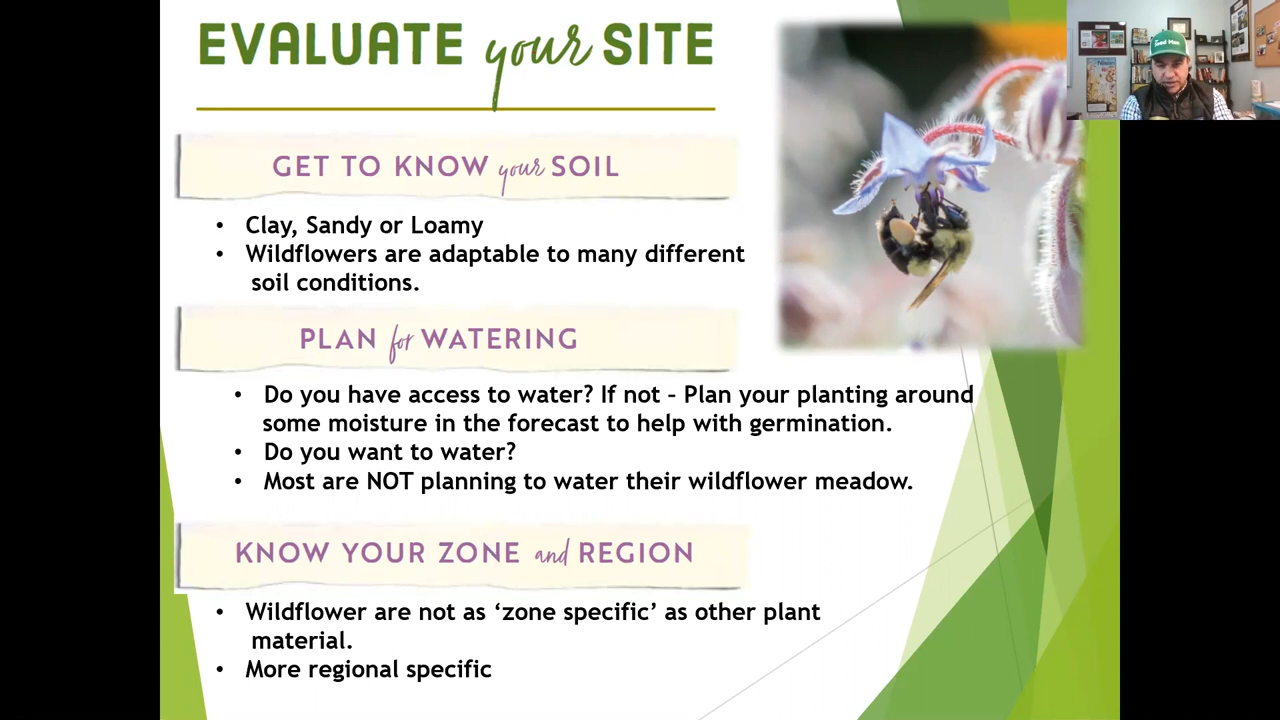 EVALUATE your SITE
GET TO KNOW your SOIL
• Clay, Sandy or Loamy
• Wildflowers are adaptable to many different
soil conditions.
PLAN for WATERING
• Do you have access to water? If not – Plan your planting around
some moisture in the forecast to help with germination.
• Do you want to water?
• Most are NOT planning to water their wildflower meadow.
KNOW YOUR ZONE and REGION
• Wildflower are not as ‘zone specific’ as other plant
material.
• More regional specific